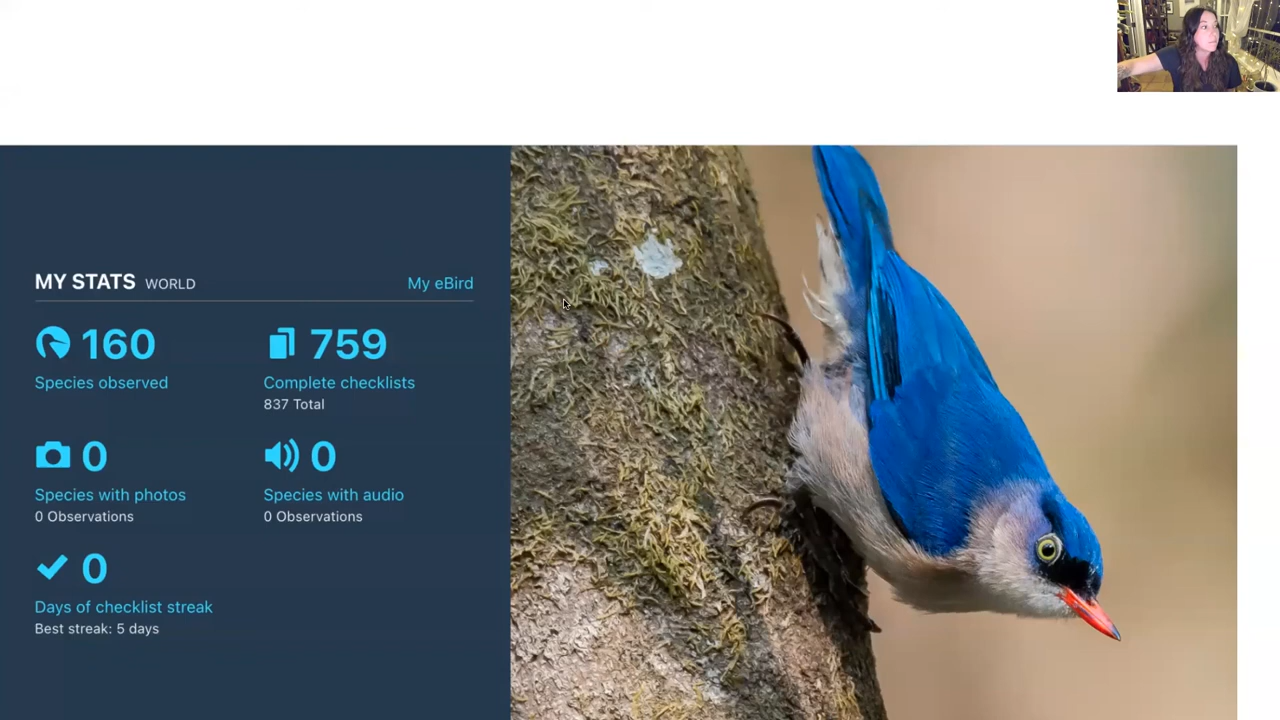 MY STATS WORLD My eBird
160 759
Species observed Complete checklists
837 Total
0 0
Species with photos Species with audio
0 Observations 0 Observations
0
Days of checklist streak
Best streak: 5 days